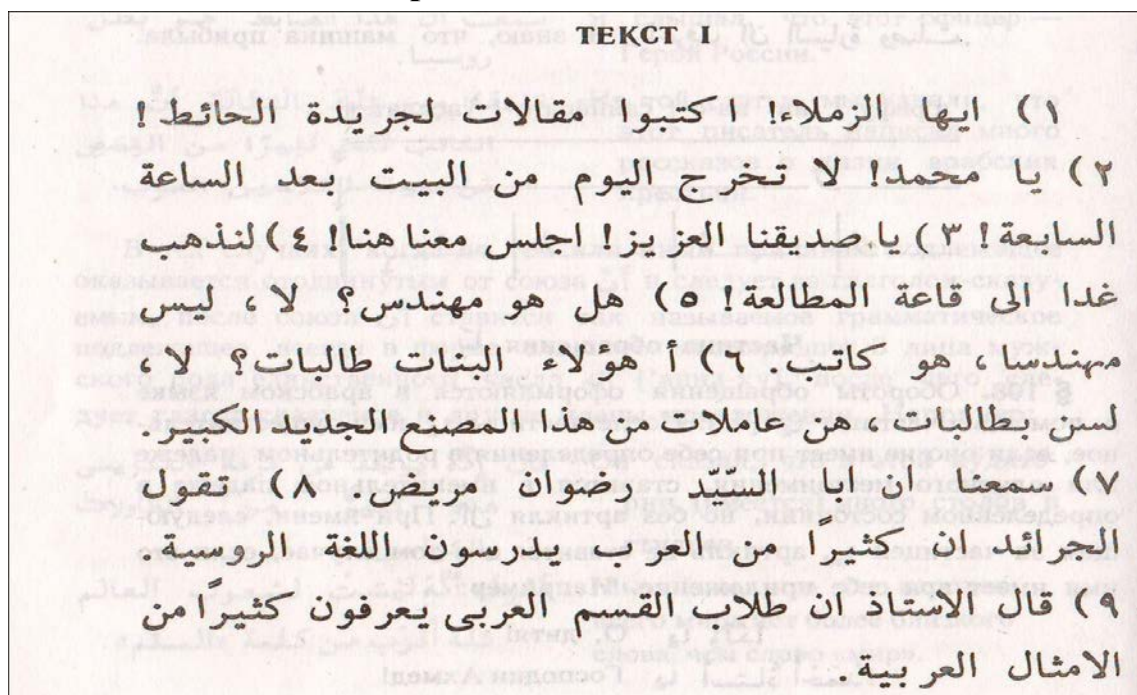 ТЕКСТ I
١) ايها الزملاء! اكتبوا مقالات لجريدة الحائط!
٢) يا محمد! لا تخرج اليوم من البيت بعد الساعة
السابعة! ٣) يا صديقنا العزيز! اجلس معنا هنا! ٤) لنذهب
غدا الى قاعة المطالعة! ٥) هل هو مهندس؟ لا، ليس
مهندسا، هو كاتب. ٦) أ هؤلاء البنات طالبات؟ لا،
لسن بطالبات، هن عاملات من هذا المصنع الجديد الكبير.
٧) سمعنا ان أبا السيّد رضوان مريض. ٨) تقول
الجرائد ان كثيراً من العرب يدرسون اللغة الروسية.
٩) قال الاستاذ ان طلاب القسم العربى يعرفون كثيراً من
الامثال العربية.